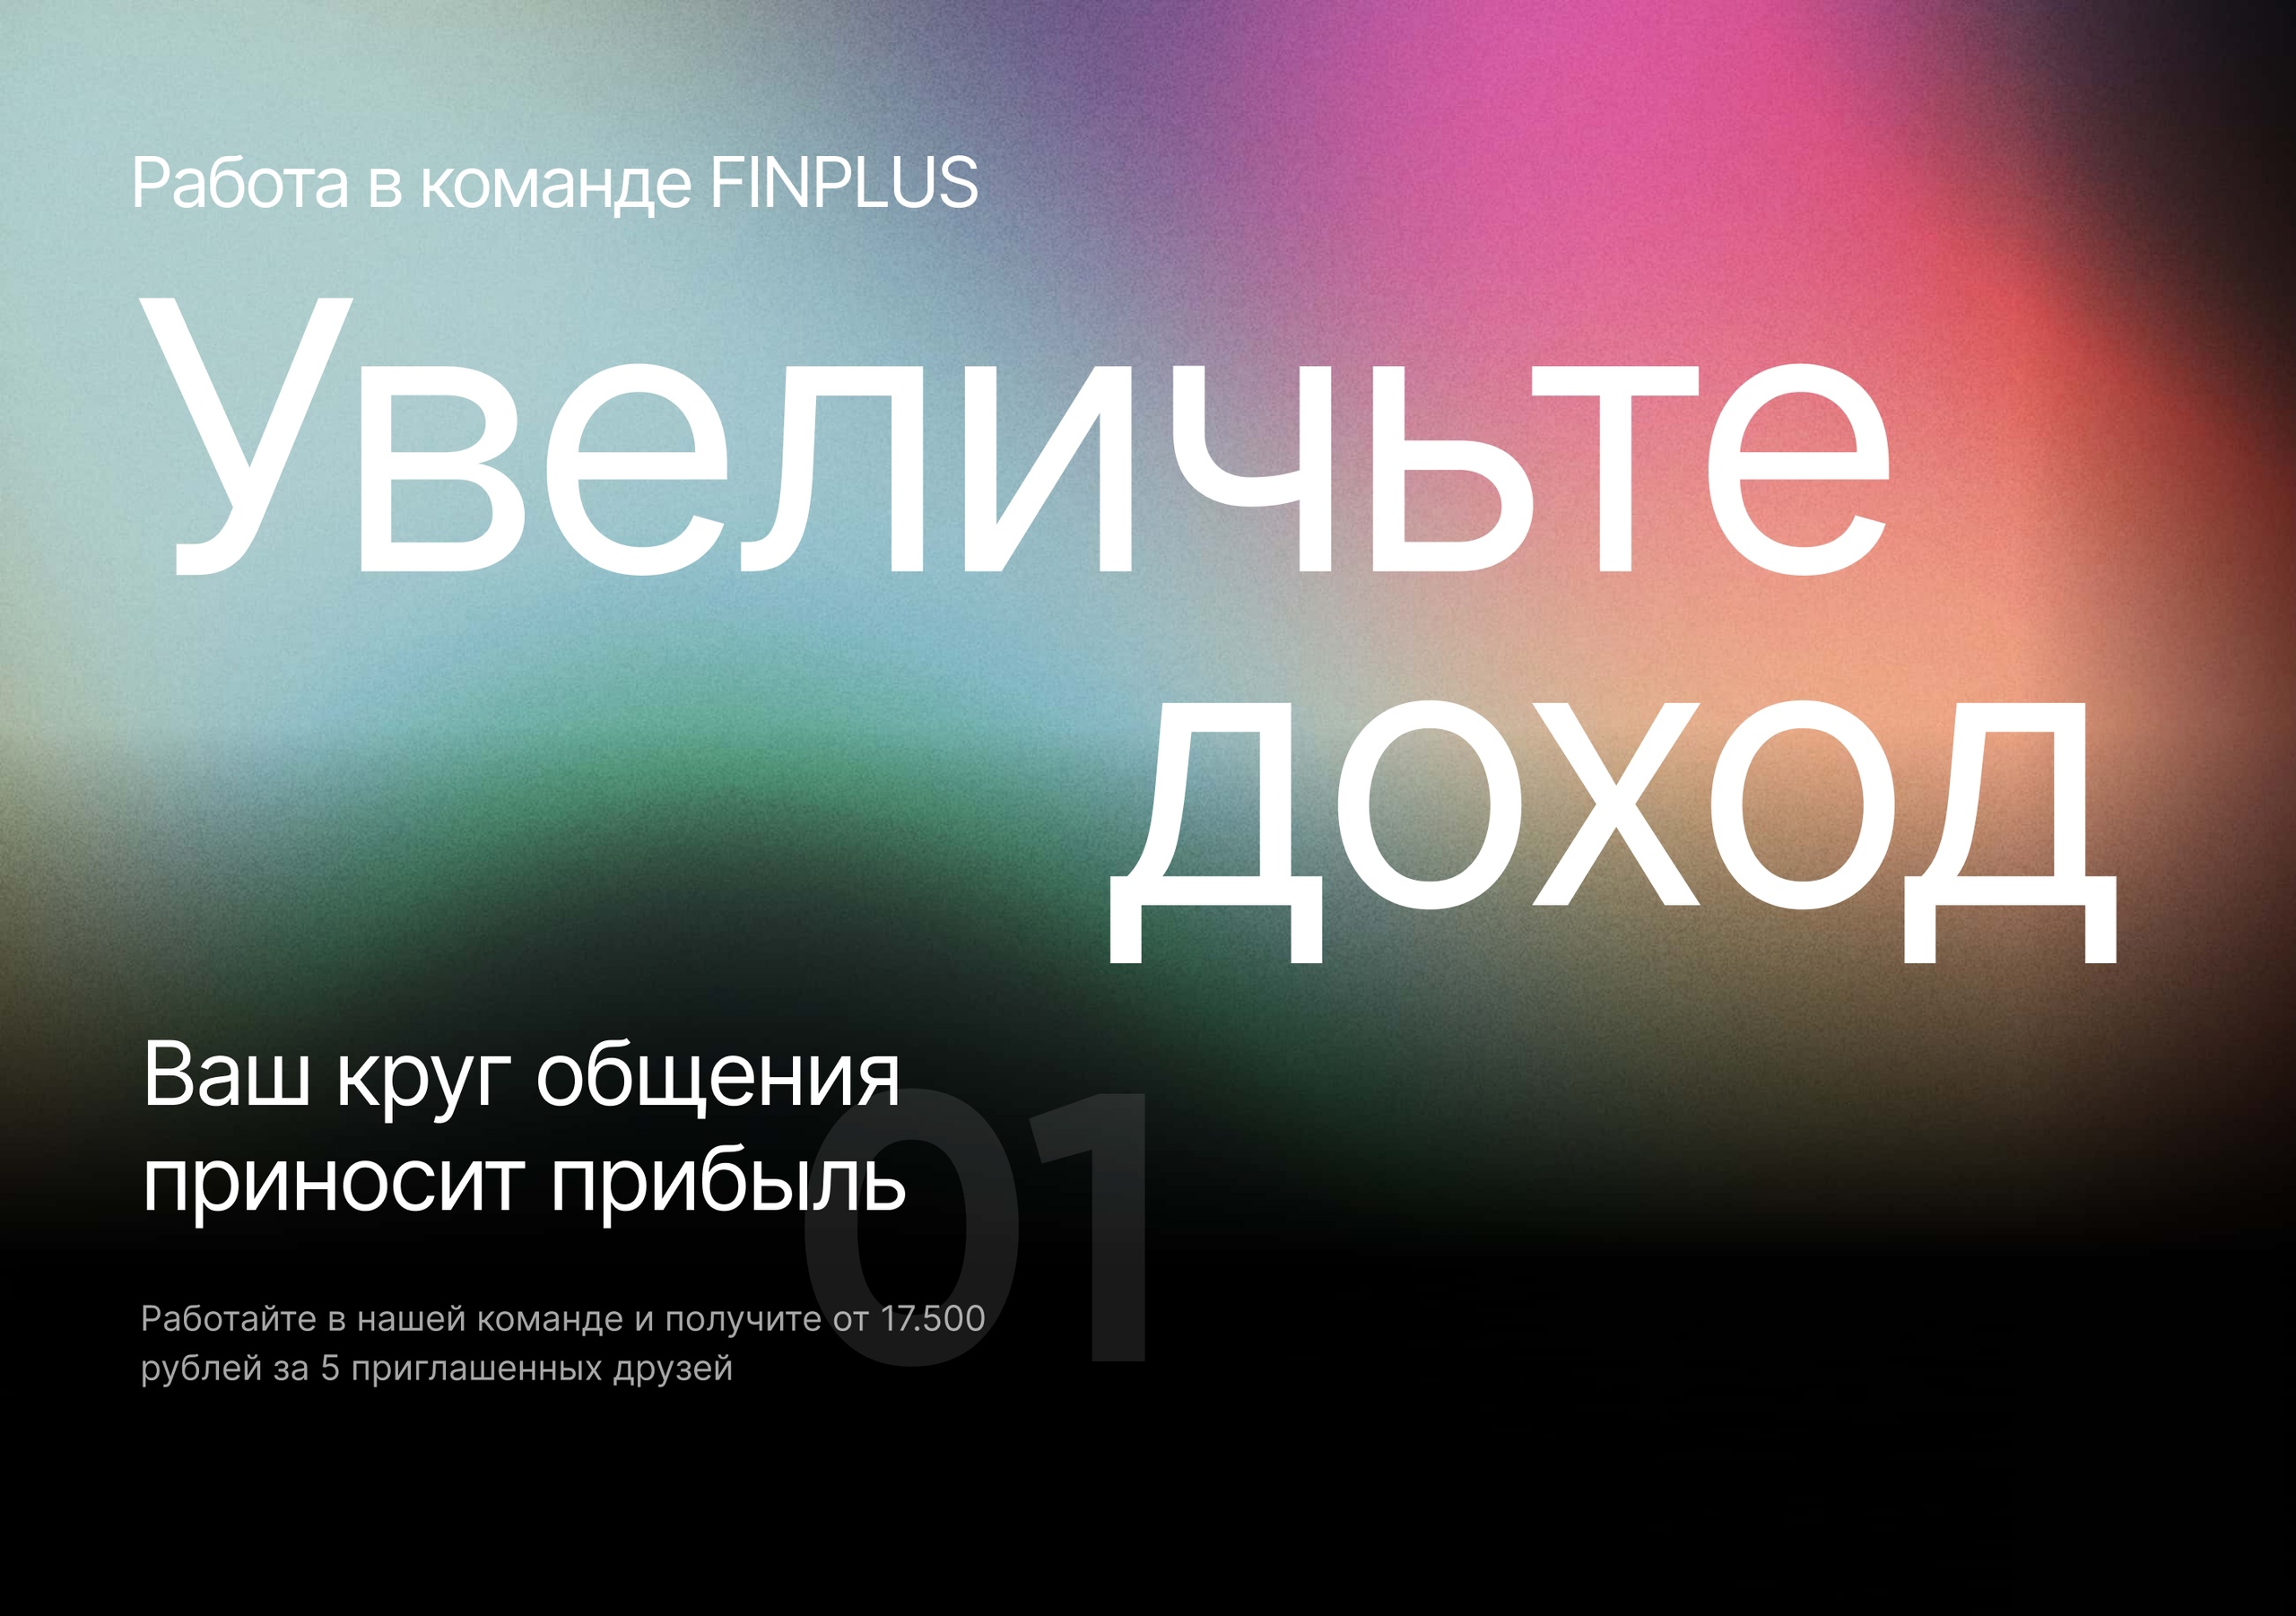 Работа в команде FINPLUS
Увеличьте
доход
Ваш круг общения
приносит прибыль
01
Работайте в нашей команде и получите от 17.500
рублей за 5 приглашенных друзей